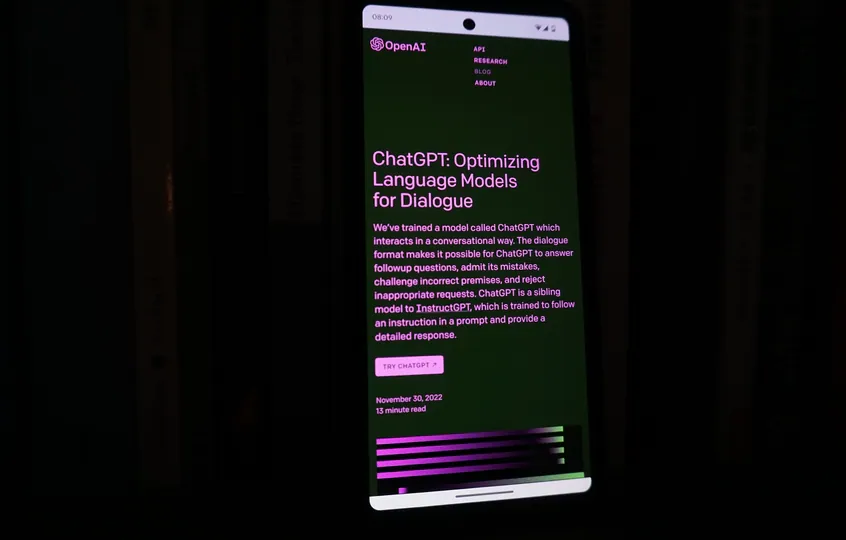 08:09
OpenAI
API
RESEARCH
BLOG
ABOUT
ChatGPT: Optimizing
Language Models
for Dialogue
We've trained a model called ChatGPT which
interacts in a conversational way. The dialogue
format makes it possible for ChatGPT to answer
followup questions, admit its mistakes,
challenge incorrect premises, and reject
inappropriate requests. ChatGPT is a sibling
model to InstructGPT, which is trained to follow
an instruction in a prompt and provide a
detailed response.
TRY CHATGPT ↗
November 30, 2022
13 minute read